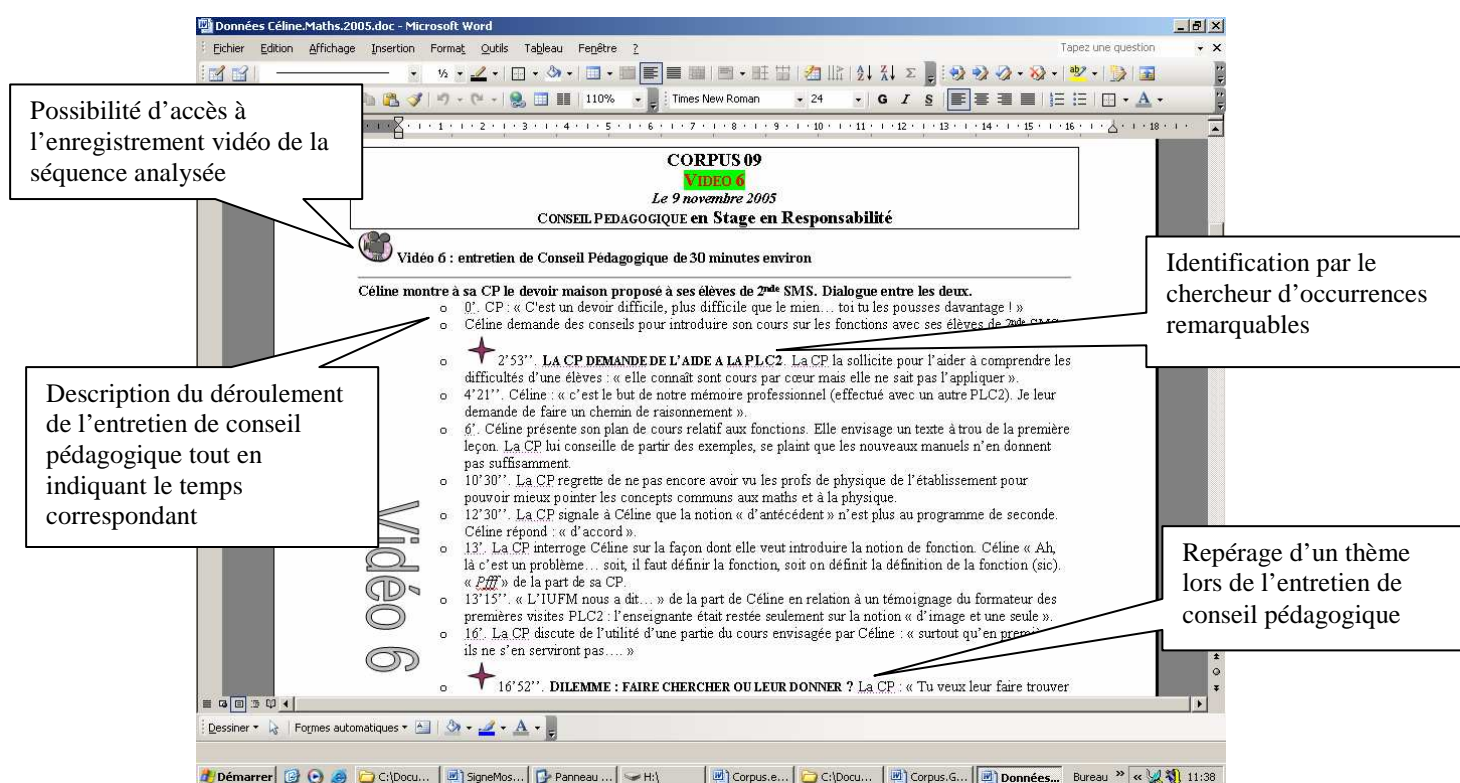 Données Céline.Maths.2005.doc - Microsoft Word
Fichier Edition Affichage Insertion Format Outils Tableau Fenêtre ?
Tapez une question
110% Times New Roman 24 G I S
1 2 3 4 5 6 7 8 9 10 11 12 13 14 15 16 18
Possibilité d’accès à
l’enregistrement vidéo de la
séquence analysée
CORPUS 09
VIDEO 6
Le 9 novembre 2005
CONSEIL PEDAGOGIQUE en Stage en Responsabilité
Vidéo 6 : entretien de Conseil Pédagogique de 30 minutes environ
Identification par le
chercheur d’occurrences
remarquables
Céline montre à sa CP le devoir maison proposé à ses élèves de 2nde SMS. Dialogue entre les deux.
o 0’. CP : « C'est un devoir difficile, plus difficile que le mien… toi tu les pousses davantage ! »
o Céline demande des conseils pour introduire son cours sur les fonctions avec ses élèves de 2nde SMS.
o 2’53’’. LA CP DEMANDE DE L’AIDE A LA PLC2. La CP la sollicite pour l’aider à comprendre les
difficultés d’une élèves : « elle connaît sont cours par cœur mais elle ne sait pas l’appliquer ».
o 4’21’’. Céline : « c’est le but de notre mémoire professionnel (effectué avec un autre PLC2). Je leur
demande de faire un chemin de raisonnement ».
o 6’. Céline présente son plan de cours relatif aux fonctions. Elle envisage un texte à trou de la première
leçon. La CP lui conseille de partir des exemples, se plaint que les nouveaux manuels n’en donnent
pas suffisamment.
o 10’30’’. La CP regrette de ne pas encore avoir vu les profs de physique de l’établissement pour
pouvoir mieux pointer les concepts communs aux maths et à la physique.
o 12’30’’. La CP signale à Céline que la notion « d’antécédent » n’est plus au programme de seconde.
Céline répond : « d’accord ».
o 13’. La CP interroge Céline sur la façon dont elle veut introduire la notion de fonction. Céline « Ah,
là c’est un problème… soit, il faut définir la fonction, soit on définit la définition de la fonction (sic).
« Pfff » de la part de sa CP.
o 13’15’’. « L’IUFM nous a dit… » de la part de Céline en relation à un témoignage du formateur des
premières visites PLC2 : l’enseignante était restée seulement sur la notion « d’image et une seule ».
o 16’. La CP discute de l’utilité d’une partie du cours envisagée par Céline : « surtout qu’en premiè
ils ne s’en serviront pas…. »
o 16’52’’. DILEMME : FAIRE CHERCHER OU LEUR DONNER ? La CP : « Tu veux leur faire trouver
Description du déroulement
de l’entretien de conseil
pédagogique tout en
indiquant le temps
correspondant
Vidéo 6
Repérage d’un thème
lors de l’entretien de
conseil pédagogique
Dessiner Formes automatiques
Démarrer C:\Docu... SigneMos... Panneau ... H:\ Corpus.e... C:\Docu... Corpus.G... Données... Bureau » « 11:38